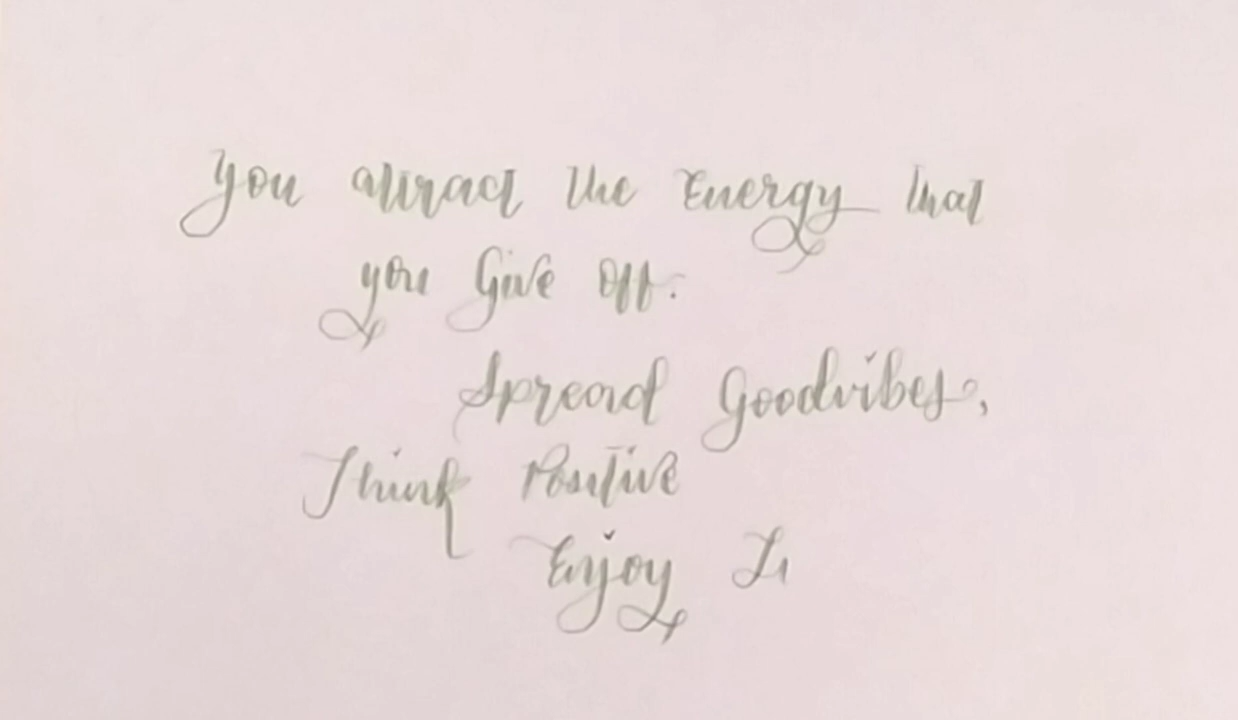 you attract the Energy that
you Give off.
Spread Goodvibes,
Think Positive
Enjoy Li